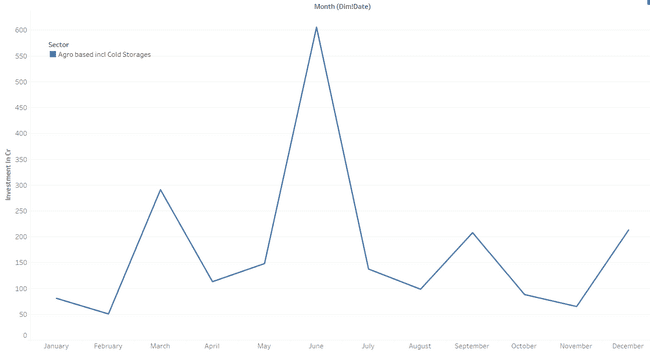 Month (Dim!Date)
Sector
Agro based incl Cold Storages
Investment In Cr
600
550
500
450
400
350
300
250
200
150
100
50
0
January February March April May June July August September October November December